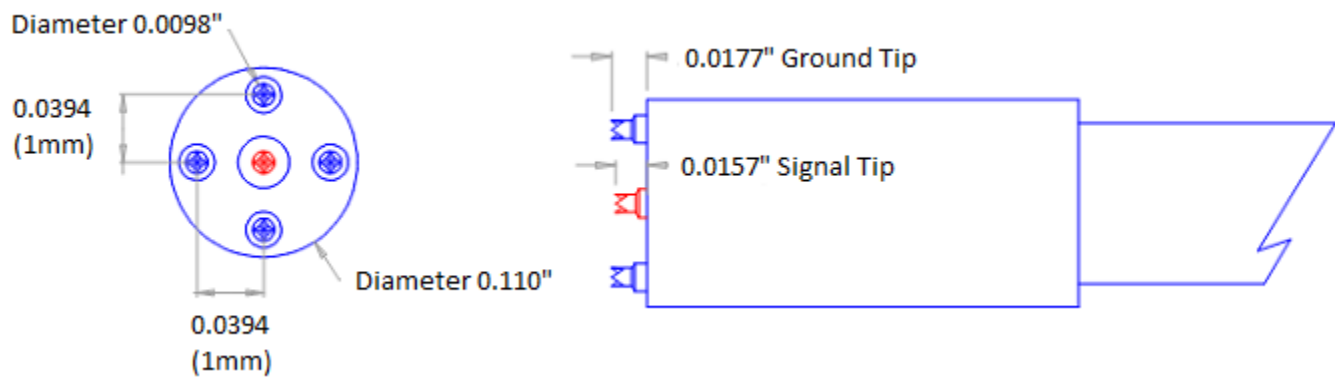 Diameter 0.0098"
0.0394
(1mm)
Diameter 0.110"
0.0394
(1mm)
0.0177" Ground Tip
0.0157" Signal Tip